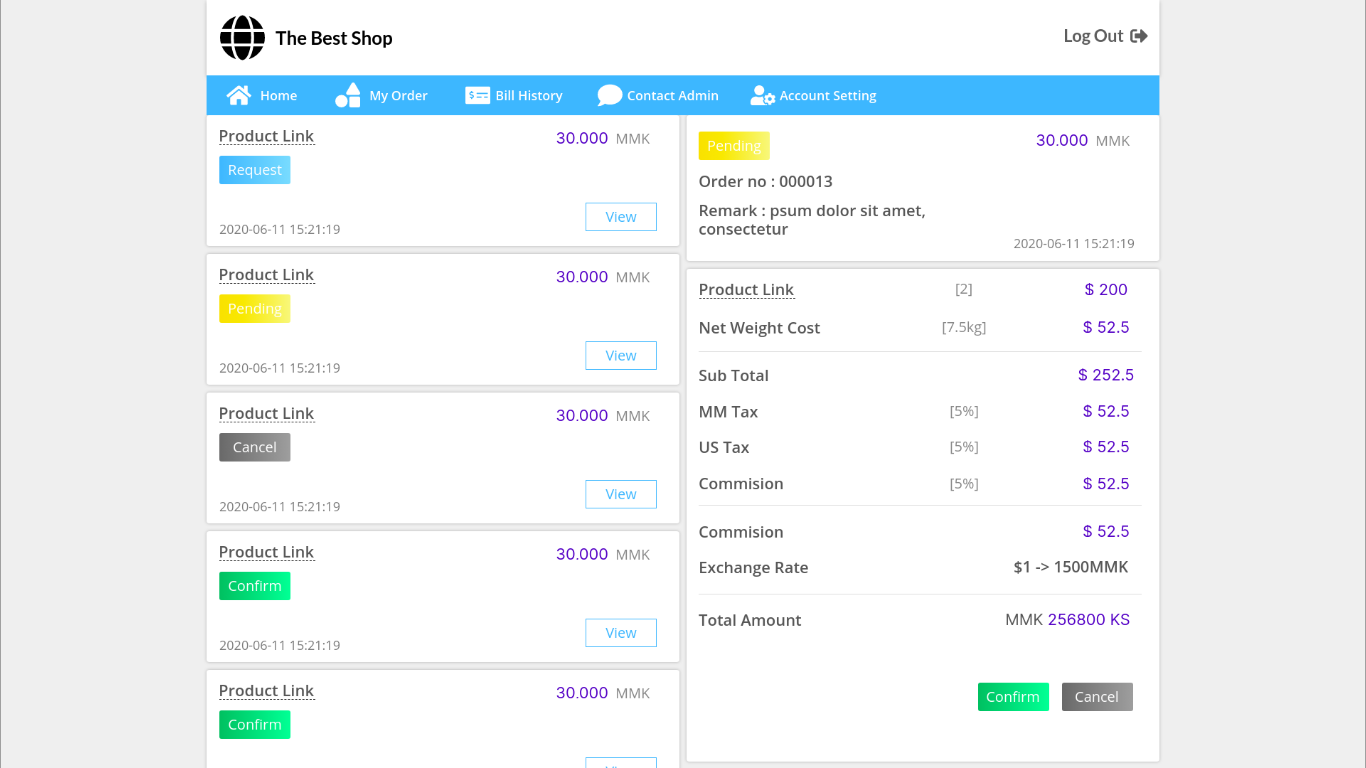 The Best Shop
Log Out
Home My Order Bill History Contact Admin Account Setting
Product Link 30.000 MMK
Request
View
2020-06-11 15:21:19
Product Link 30.000 MMK
Pending
View
2020-06-11 15:21:19
Product Link 30.000 MMK
Cancel
View
2020-06-11 15:21:19
Product Link 30.000 MMK
Confirm
View
2020-06-11 15:21:19
Product Link 30.000 MMK
Confirm
Pending 30.000 MMK
Order no : 000013
Remark : psum dolor sit amet,
consectetur
2020-06-11 15:21:19
Product Link [2] $ 200
Net Weight Cost [7.5kg] $ 52.5
Sub Total $ 252.5
MM Tax [5%] $ 52.5
US Tax [5%] $ 52.5
Commision [5%] $ 52.5
Commision $ 52.5
Exchange Rate $1 -> 1500MMK
Total Amount MMK 256800 KS
Confirm Cancel